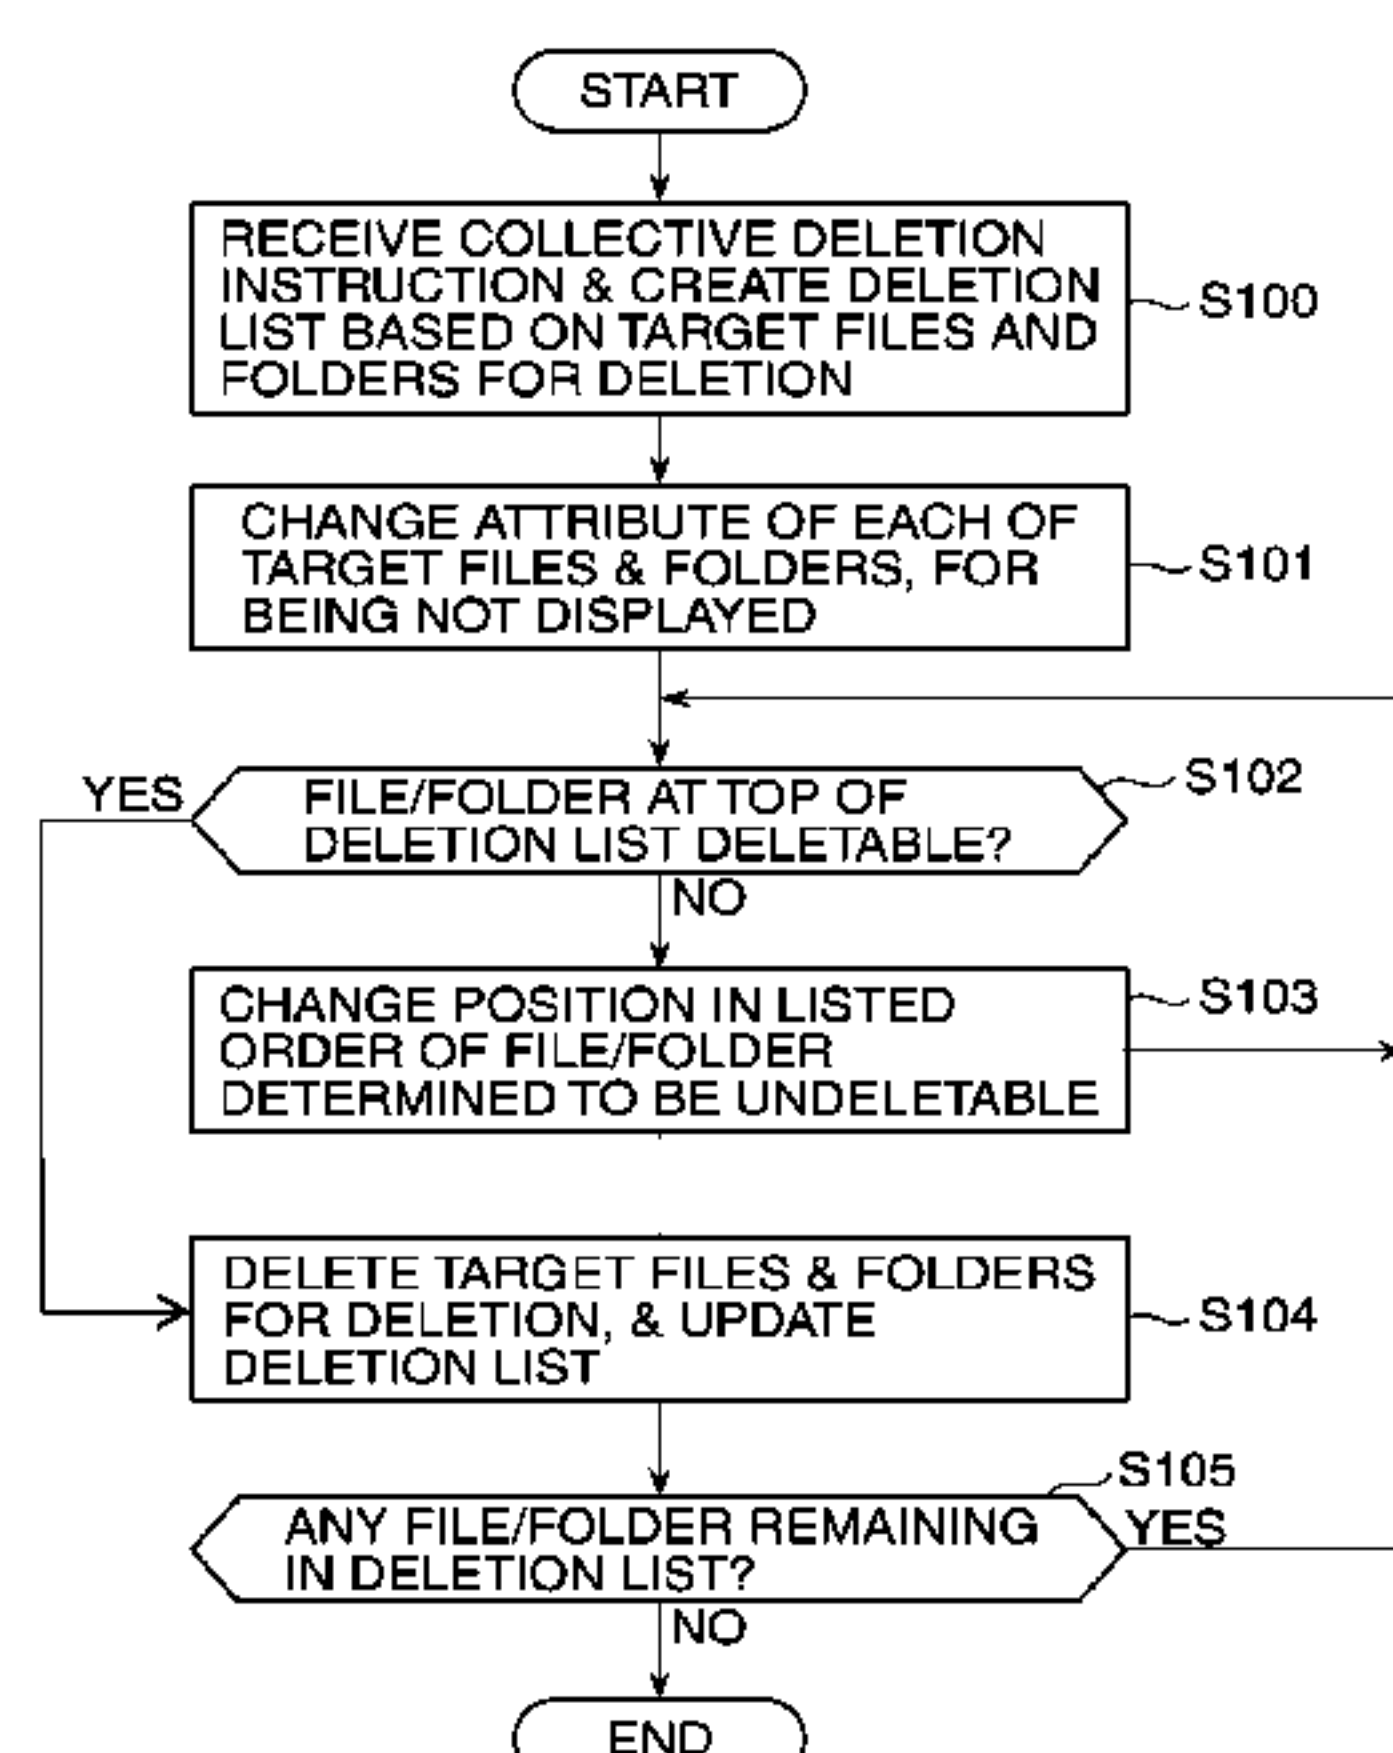 START
RECEIVE COLLECTIVE DELETION
INSTRUCTION & CREATE DELETION
LIST BASED ON TARGET FILES AND
FOLDERS FOR DELETION
S100
CHANGE ATTRIBUTE OF EACH OF
TARGET FILES & FOLDERS, FOR
BEING NOT DISPLAYED
S101
S102
YES
FILE/FOLDER AT TOP OF
DELETION LIST DELETABLE?
NO
CHANGE POSITION IN LISTED
ORDER OF FILE/FOLDER
DETERMINED TO BE UNDELETABLE
S103
DELETE TARGET FILES & FOLDERS
FOR DELETION, & UPDATE
DELETION LIST
S104
S105
ANY FILE/FOLDER REMAINING
IN DELETION LIST?
YES
NO
END